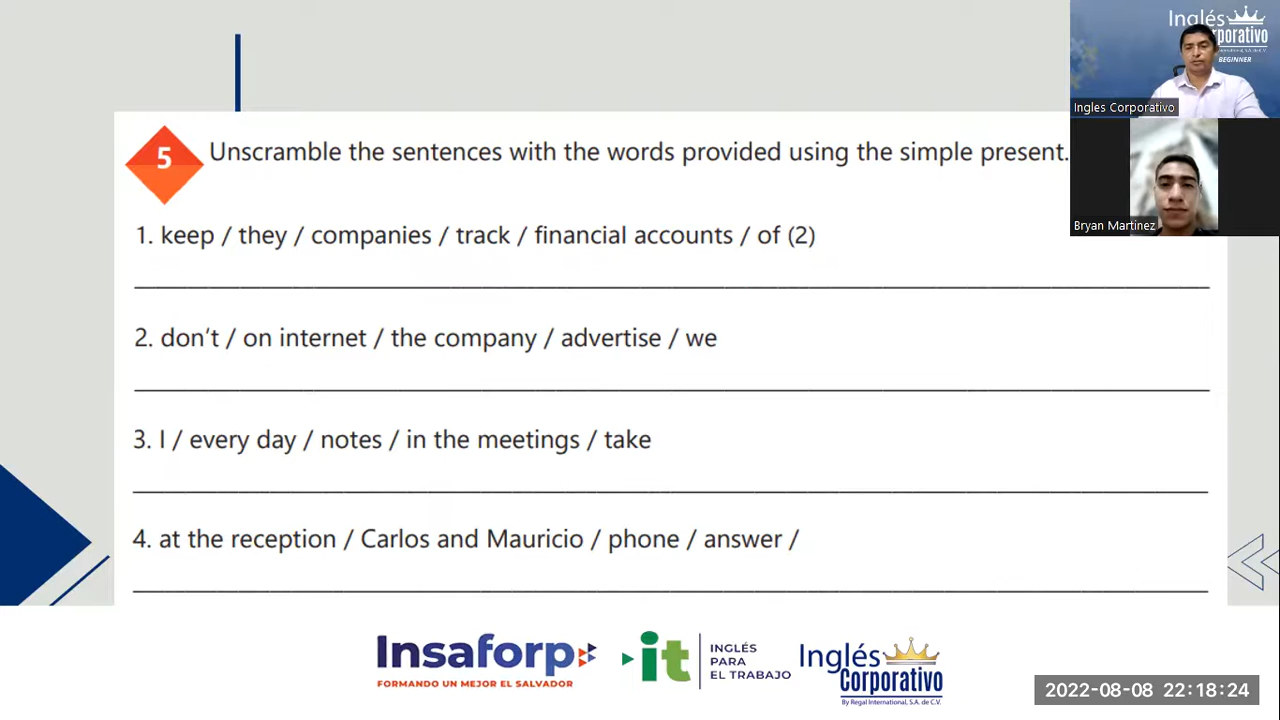 5 Unscramble the sentences with the words provided using the simple present.
1. keep / they / companies / track / financial accounts / of (2)
2. don't / on internet / the company / advertise / we
3. I / every day / notes / in the meetings / take
4. at the reception / Carlos and Mauricio / phone / answer /
Inglés
rporativo
BEGINNER
Ingles Corporativo
Bryan Martinez
Insaforp
FORMANDO UN MEJOR EL SALVADOR
it
INGLÉS
PARA
EL TRABAJO
Inglés
Corporativo
By Regal International, S.A. de C.V.
2022-08-08 22:18:24